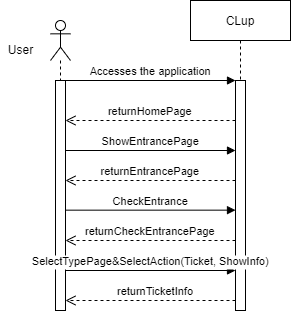 CLup
User
Accesses the application
returnHomePage
ShowEntrancePage
returnEntrancePage
CheckEntrance
returnCheckEntrancePage
SelectTypePage&SelectAction(Ticket, ShowInfo)
returnTicketInfo